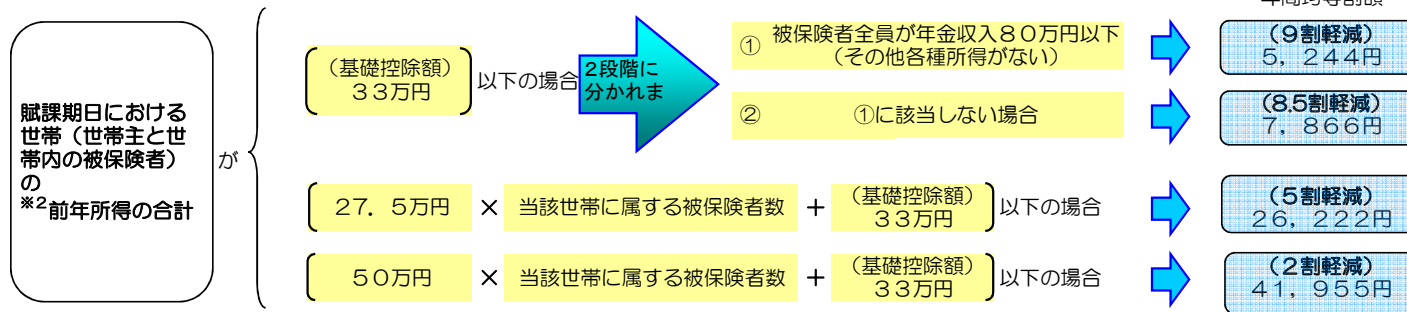 年間均等割額
賦課期日における
世帯（世帯主と世
帯内の被保険者）
の
※2前年所得の合計
が
（基礎控除額）
３３万円
以下の場合
2段階に
分かれま
① 被保険者全員が年金収入８０万円以下
（その他各種所得がない）
（9割軽減）
５，２４４円
② ①に該当しない場合
（8.5割軽減）
７，８６６円
２７．５万円 × 当該世帯に属する被保険者数 ＋ （基礎控除額）
３３万円
以下の場合
（5割軽減）
２６，２２２円
５０万円 × 当該世帯に属する被保険者数 ＋ （基礎控除額）
３３万円
以下の場合
（2割軽減）
４１，９５５円